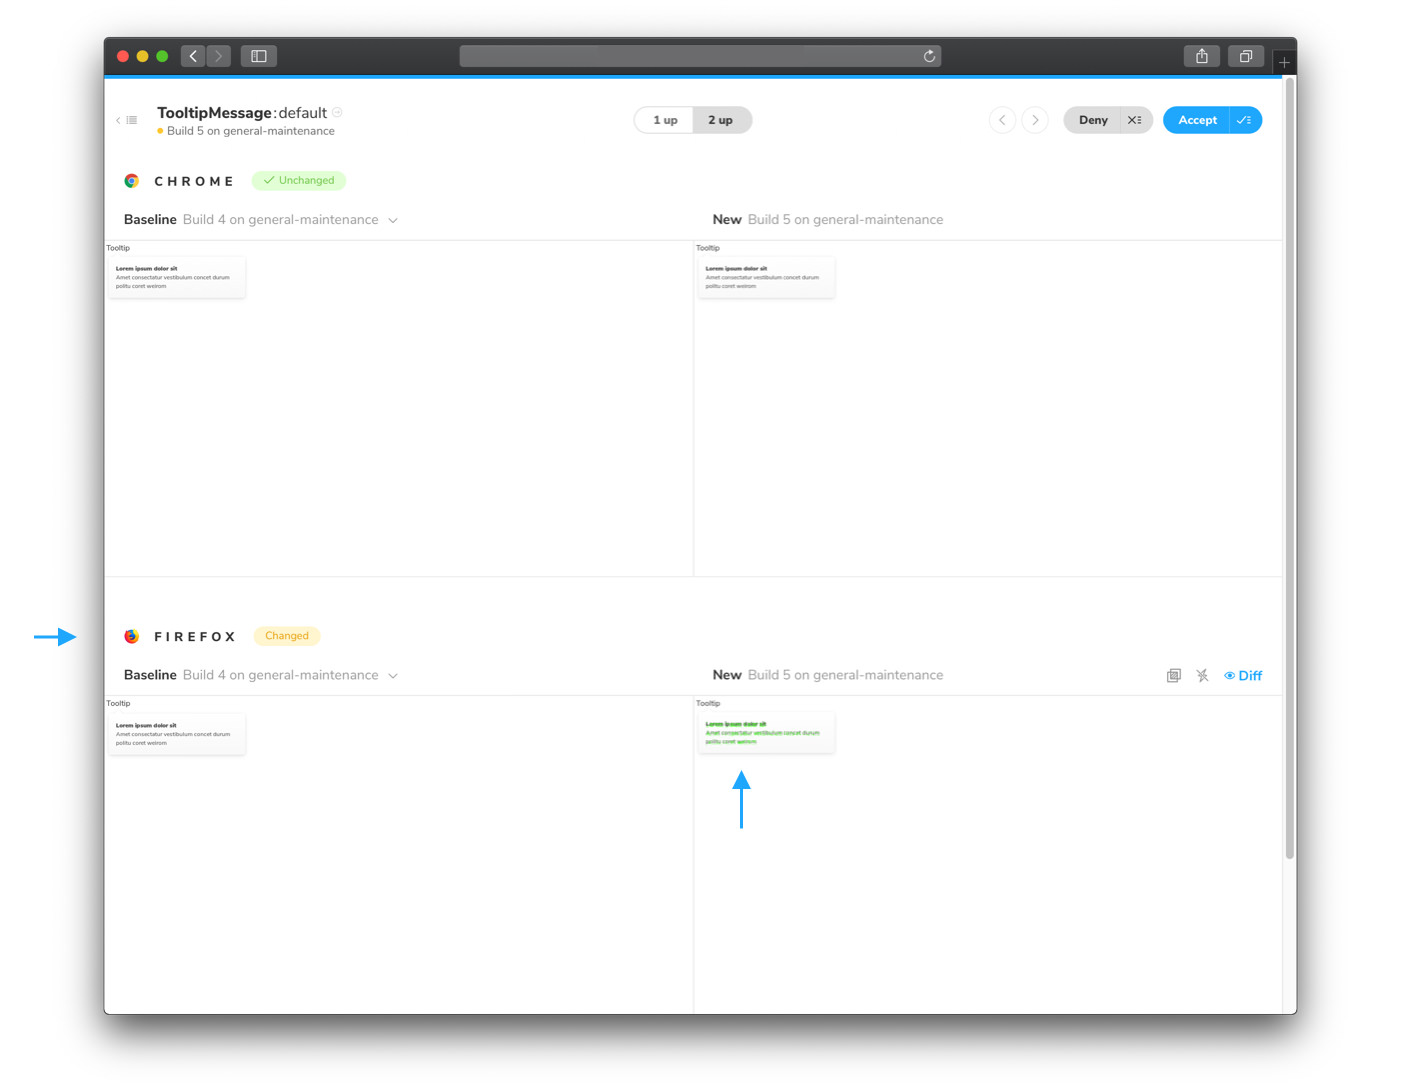 TooltipMessage:default
Build 5 on general-maintenance
1 up
2 up
Deny
Accept
CHROME
Unchanged
Baseline Build 4 on general-maintenance
New Build 5 on general-maintenance
Tooltip
Lorem ipsum dolor sit
Amet consectatur vestibulum concet durum
politu coret weirom
Tooltip
Lorem ipsum dolor sit
Amet consectatur vestibulum concet durum
politu coret weirom
FIREFOX
Changed
Baseline Build 4 on general-maintenance
New Build 5 on general-maintenance
Diff
Tooltip
Lorem ipsum dolor sit
Amet consectatur vestibulum concet durum
politu coret weirom
Tooltip
Lorem ipsum dolor sit
Amet consectatur vestibulum concet durum
politu coret weirom